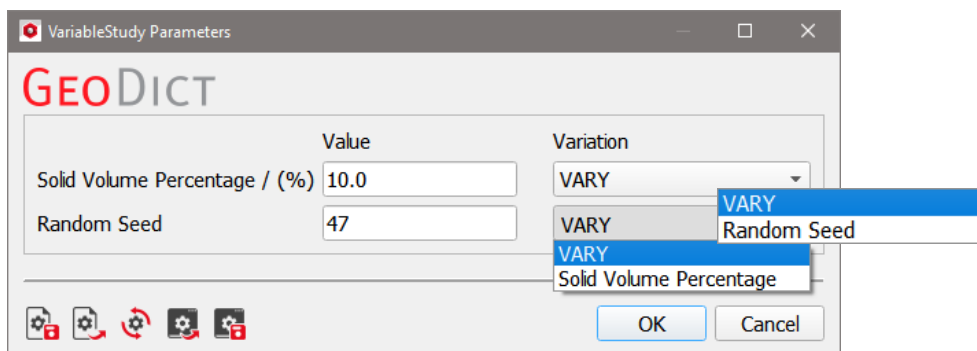 VariableStudy Parameters
GEODICT
Value Variation
Solid Volume Percentage / (%) 10.0 VARY
VARY
Random Seed
Random Seed 47 VARY
VARY
Solid Volume Percentage
OK Cancel